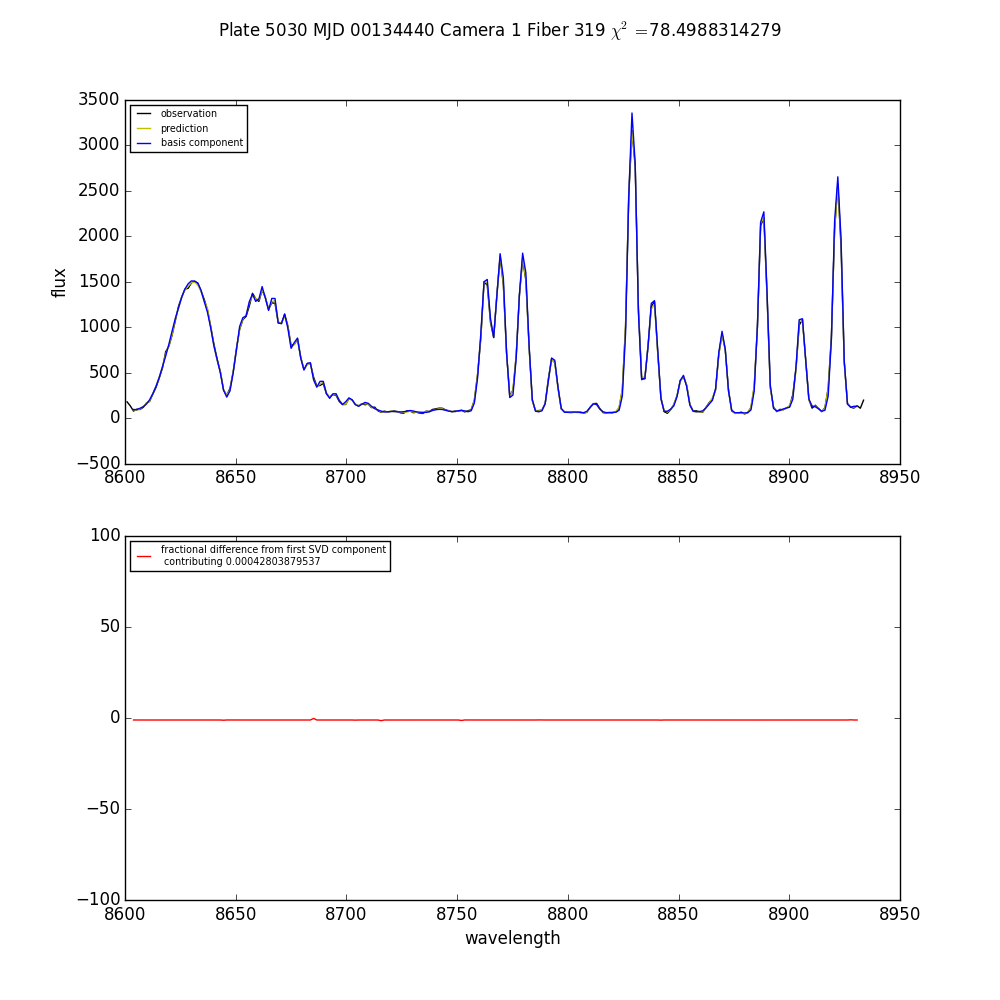 Plate 5030 MJD 00134440 Camera 1 Fiber 319 χ² =78.4988314279
3500
3000
2500
2000
1500
1000
500
0
−500
flux
observation
prediction
basis component
8600 8650 8700 8750 8800 8850 8900 8950
100
50
0
−50
−100
fractional difference from first SVD component
contributing 0.00042803879537
8600 8650 8700 8750 8800 8850 8900 8950
wavelength